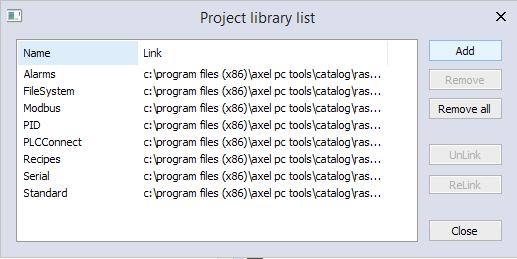 Project library list
Name Link
Alarms c:\program files (x86)\axel pc tools\catalog\ras...
FileSystem c:\program files (x86)\axel pc tools\catalog\ras...
Modbus c:\program files (x86)\axel pc tools\catalog\ras...
PID c:\program files (x86)\axel pc tools\catalog\ras...
PLCConnect c:\program files (x86)\axel pc tools\catalog\ras...
Recipes c:\program files (x86)\axel pc tools\catalog\ras...
Serial c:\program files (x86)\axel pc tools\catalog\ras...
Standard c:\program files (x86)\axel pc tools\catalog\ras...
Add
Remove
Remove all
UnLink
ReLink
Close